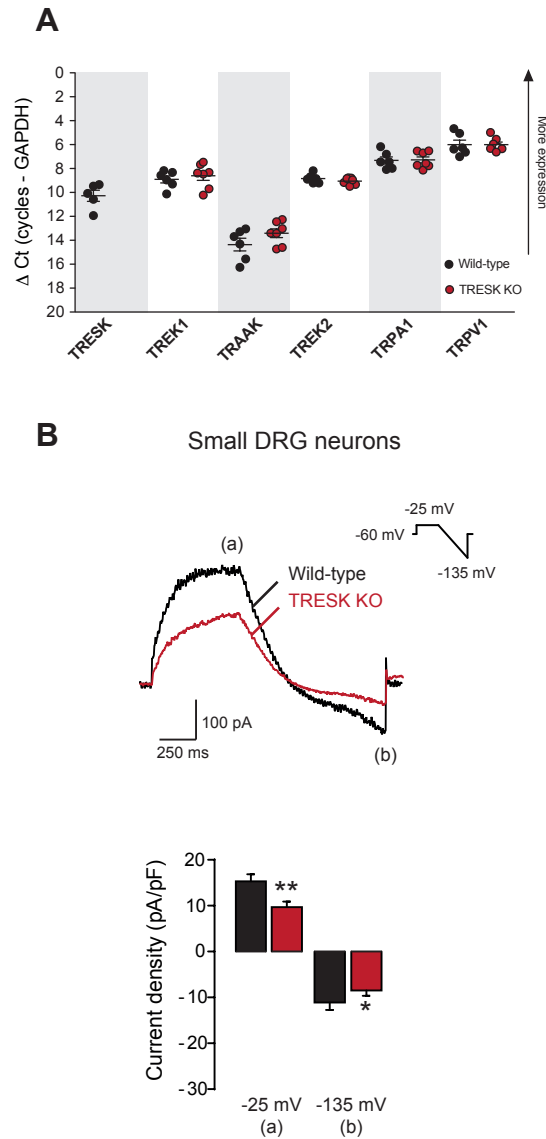 A
Δ Ct (cycles - GAPDH)
0
2
4
6
8
10
12
14
16
18
20
More expression
Wild-type
TRESK KO
TRESK
TREK1
TRAAK
TREK2
TRPA1
TRPV1
B
Small DRG neurons
-25 mV
-60 mV
-135 mV
(a)
Wild-type
TRESK KO
100 pA
250 ms
(b)
Current density (pA/pF)
20
10
0
-10
-20
-30
**
*
-25 mV
-135 mV
(a)
(b)